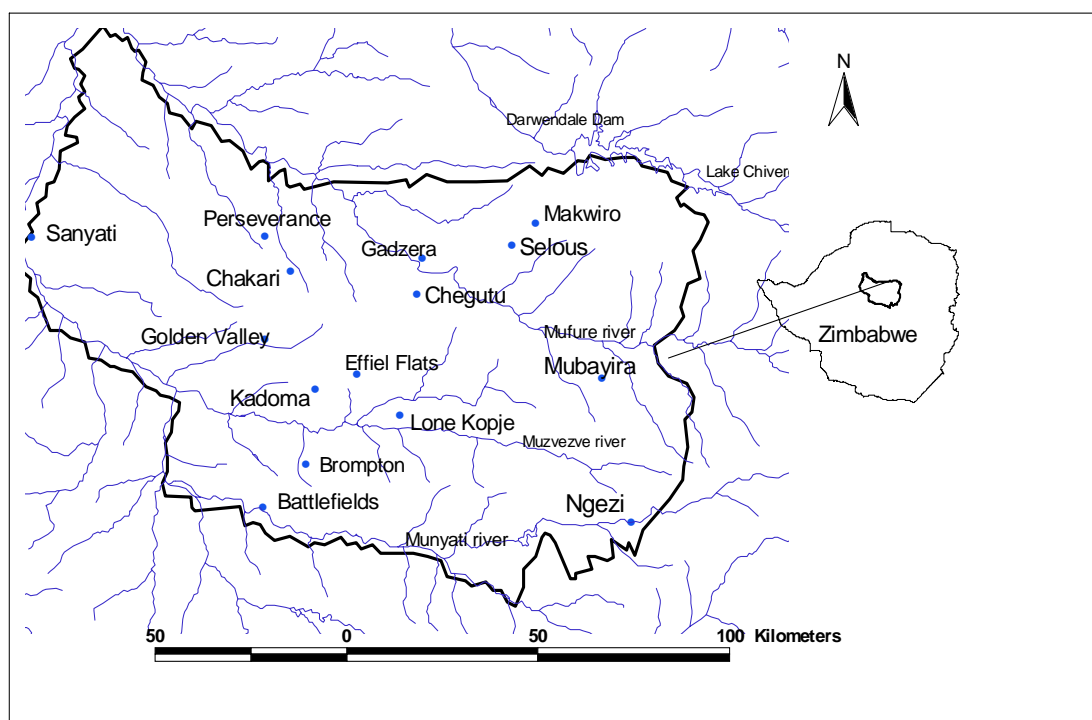 N
Darwendale Dam
Lake Chiver
Makwiro
Perseverance
Sanyati
Selous
Gadzera
Chakari
Chegutu
Mufure river
Golden Valley
Zimbabwe
Effiel Flats
Mubayira
Kadoma
Lone Kopje
Muzvezve river
Brompton
Battlefields
Ngezi
Munyati river
50 0 50 100 Kilometers